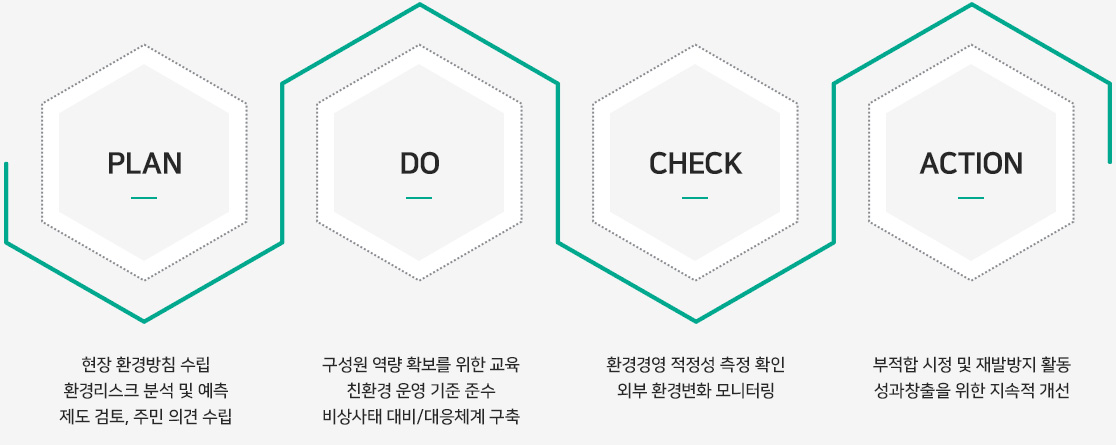 PLAN
DO
CHECK
ACTION
현장 환경방침 수립
환경리스크 분석 및 예측
제도 검토, 주민 의견 수립
구성원 역량 확보를 위한 교육
친환경 운영 기준 준수
비상사태 대비/대응체계 구축
환경경영 적정성 측정 확인
외부 환경변화 모니터링
부적합 시정 및 재발방지 활동
성과창출을 위한 지속적 개선